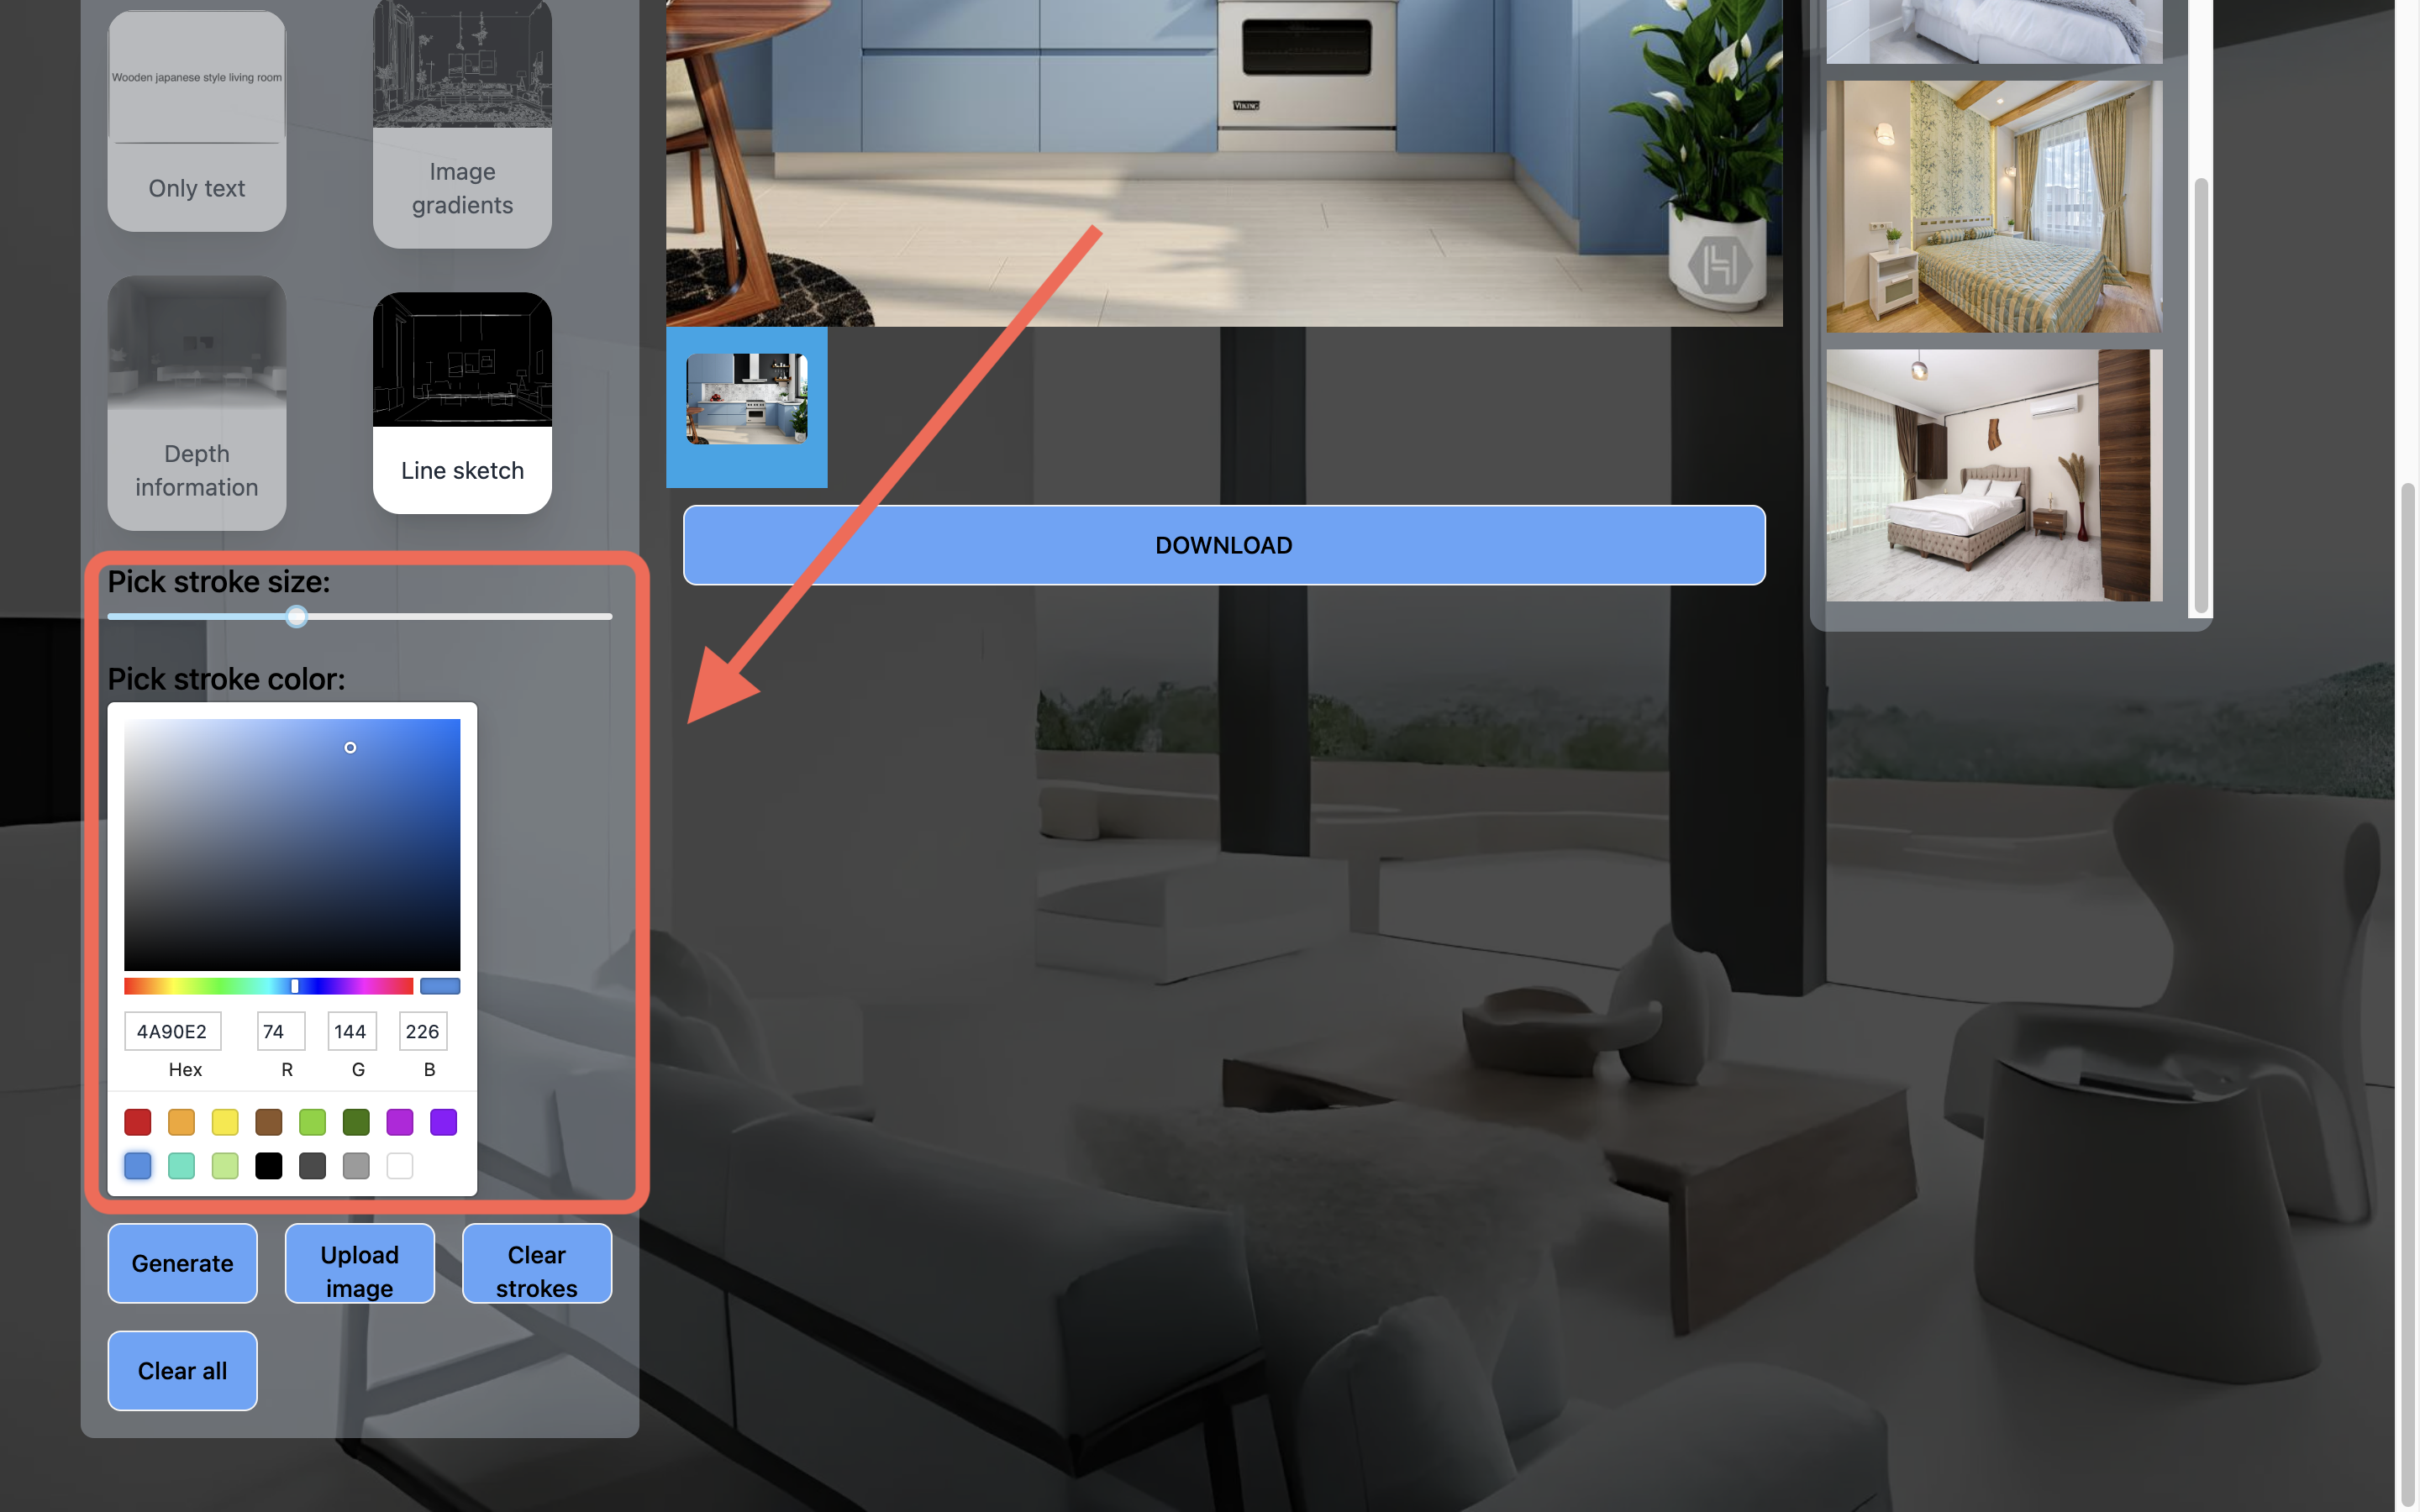 Wooden japanese style living room
Only text
Image
gradients
Depth
information
Line sketch
VIKING
DOWNLOAD
Pick stroke size:
Pick stroke color:
4A90E2
74
144
226
Hex
R
G
B
Generate
Upload
image
Clear
strokes
Clear all